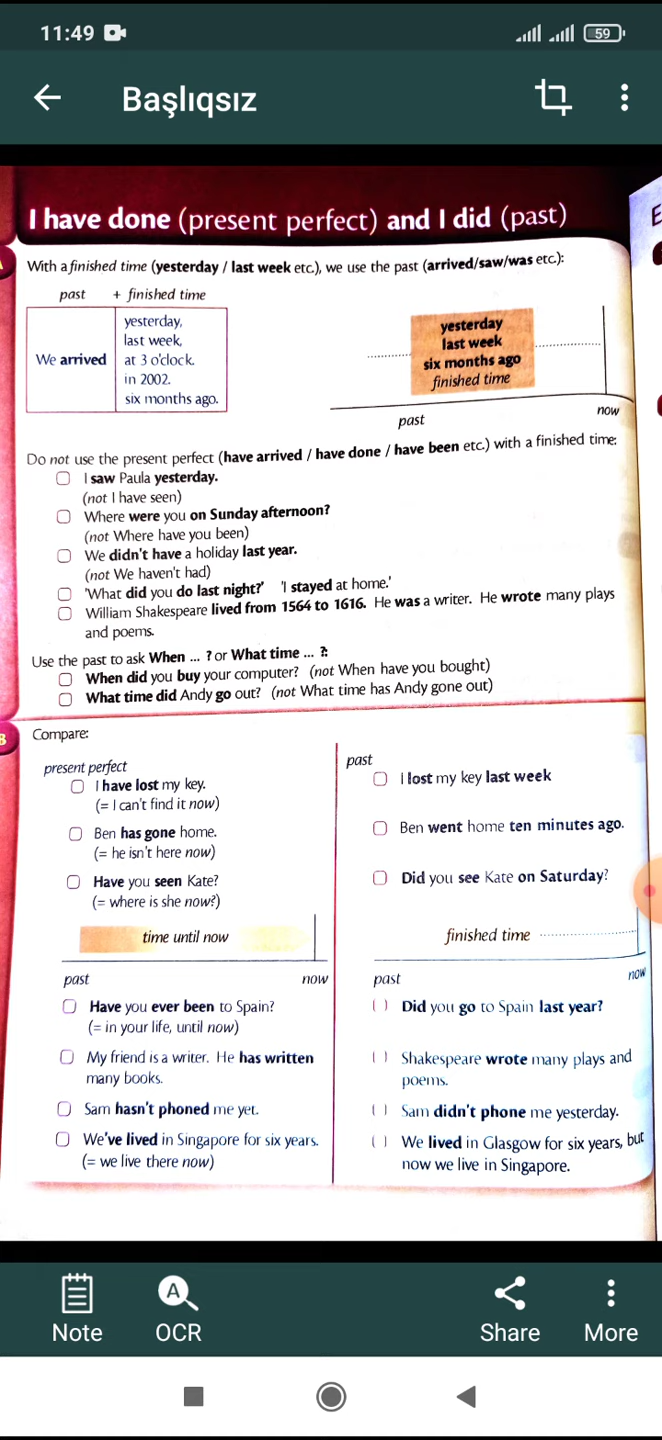 11:49
59
Başlıqsız
I have done (present perfect) and I did (past)
E
With a finished time (yesterday / last week etc.), we use the past (arrived/saw/was etc.):
past + finished time
We arrived
yesterday.
last week.
at 3 o'clock.
in 2002.
six months ago.
yesterday
last week
six months ago
finished time
past
now
Do not use the present perfect (have arrived / have done / have been etc.) with a finished time:
I saw Paula yesterday.
(not I have seen)
Where were you on Sunday afternoon?
(not Where have you been)
We didn't have a holiday last year.
(not We haven't had)
'What did you do last night?' 'I stayed at home.'
William Shakespeare lived from 1564 to 1616. He was a writer. He wrote many plays
and poems.
Use the past to ask When ... ? or What time ... ?:
When did you buy your computer? (not When have you bought)
What time did Andy go out? (not What time has Andy gone out)
B
Compare:
present perfect
I have lost my key.
(= I can't find it now)
Ben has gone home.
(= he isn't here now)
Have you seen Kate?
(= where is she now?)
time until now
past
now
Have you ever been to Spain?
(= in your life, until now)
My friend is a writer. He has written
many books.
Sam hasn't phoned me yet.
We've lived in Singapore for six years.
(= we live there now)
past
I lost my key last week
Ben went home ten minutes ago.
Did you see Kate on Saturday?
finished time
past
now
Did you go to Spain last year?
Shakespeare wrote many plays and
poems.
Sam didn't phone me yesterday.
We lived in Glasgow for six years, but
now we live in Singapore.
Note
A
OCR
Share
More